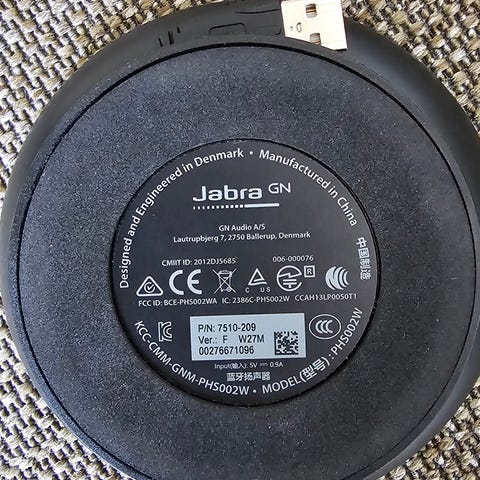 Designed and Engineered in Denmark • Manufactured in China
中国制造
Jabra GN
GN Audio A/S
Lautrupbjerg 7, 2750 Ballerup, Denmark
CMIIT ID: 2012DJ5685
006-000076
C US
R
FCC ID: BCE-PHS002WA IC: 2386C-PHS002W CCAH13LP0050T1
P/N: 7510-209
Ver.: F W27M
00276671096
CCC
Input(输入): 5V 0.9A
蓝牙扬声器
KCC-CMM-GNM-PHS002W • MODEL(型号): PHS002W